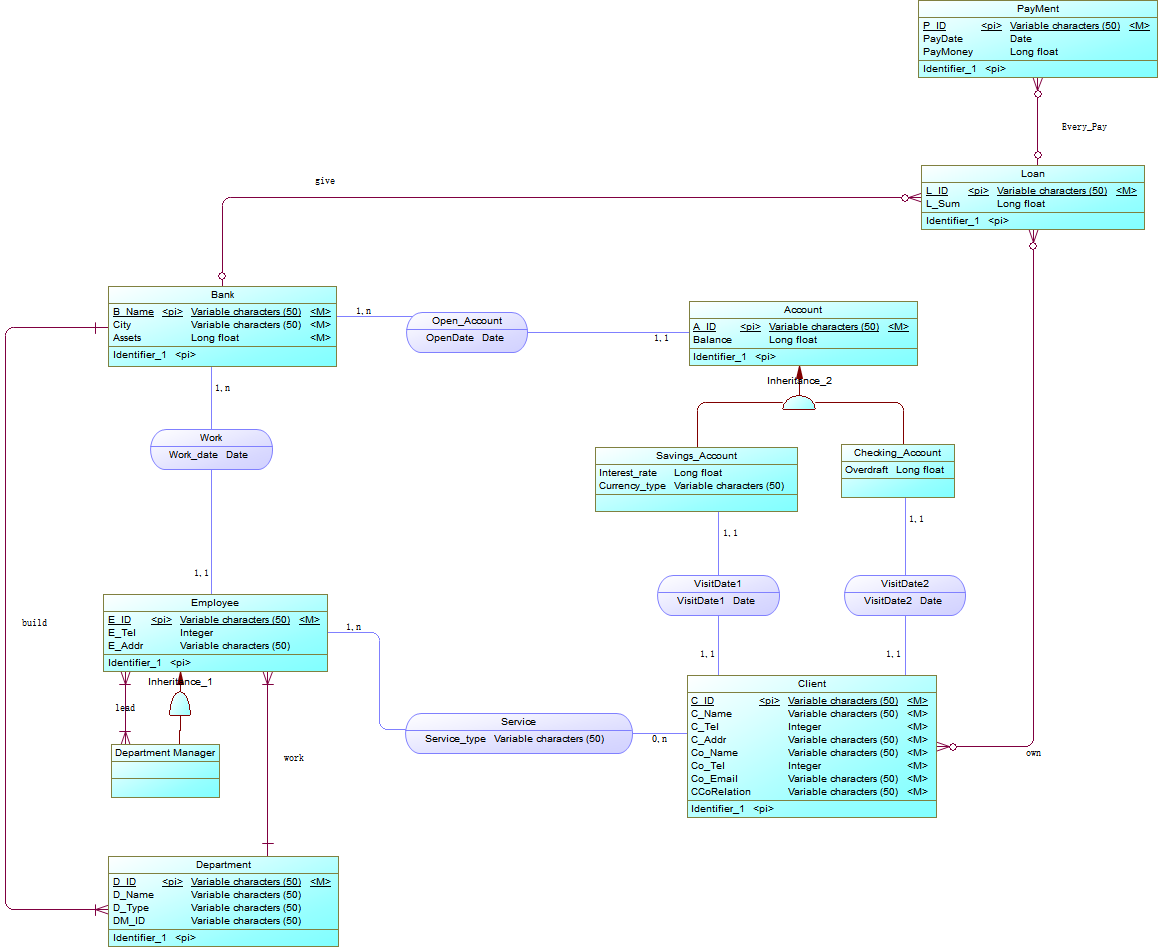 PayMent
P_ID <pi> Variable characters (50) <M>
PayDate Date
PayMoney Long float
Identifier_1 <pi>
Every_Pay
Loan
L_ID <pi> Variable characters (50) <M>
L_Sum Long float
Identifier_1 <pi>
give
Bank
B_Name <pi> Variable characters (50) <M>
City Variable characters (50) <M>
Assets Long float <M>
Identifier_1 <pi>
1,n
Open_Account
OpenDate Date
1,1
Account
A_ID <pi> Variable characters (50) <M>
Balance Long float
Identifier_1 <pi>
Inheritance_2
1,n
Work
Work_date Date
1,1
Savings_Account
Interest_rate Long float
Currency_type Variable characters (50)
Checking_Account
Overdraft Long float
1,1
1,1
VisitDate1
VisitDate1 Date
VisitDate2
VisitDate2 Date
1,1
1,1
build
Employee
E_ID <pi> Variable characters (50) <M>
E_Tel Integer
E_Addr Variable characters (50)
Identifier_1 <pi>
1,n
Inheritance_1
lead
Service
Service_type Variable characters (50)
0,n
Client
C_ID <pi> Variable characters (50) <M>
C_Name Variable characters (50) <M>
C_Tel Integer <M>
C_Addr Variable characters (50) <M>
Co_Name Variable characters (50) <M>
Co_Tel Integer <M>
Co_Email Variable characters (50) <M>
CCoRelation Variable characters (50) <M>
Identifier_1 <pi>
own
Department Manager
work
Department
D_ID <pi> Variable characters (50) <M>
D_Name Variable characters (50)
D_Type Variable characters (50)
DM_ID Variable characters (50)
Identifier_1 <pi>